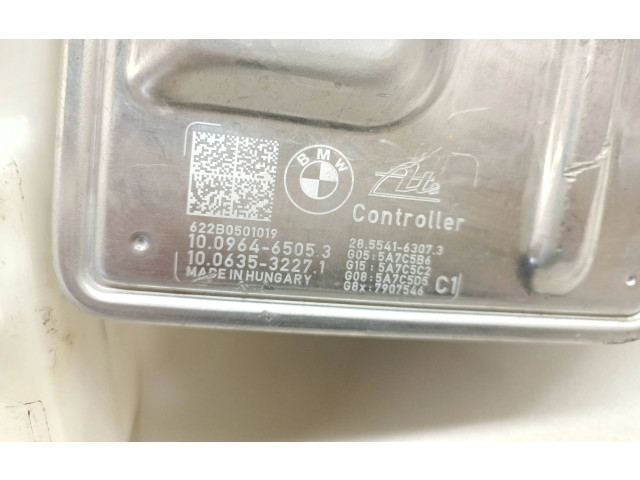 BMW
Ate
Controller
622B0501019
10.0964-6505.3
10.0635-3227.1
MADE IN HUNGARY
28.5541-6307.3
G05:5A7C5B6
G15:5A7C5C2
G08:5A7C5D5
G8x:7907546
C1